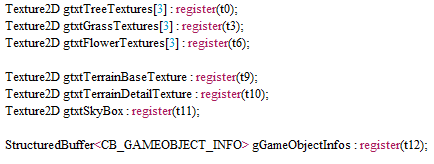 Texture2D gtxtTreeTextures[3] : register(t0);
Texture2D gtxtGrassTextures[3] : register(t3);
Texture2D gtxtFlowerTextures[3] : register(t6);
Texture2D gtxtTerrainBaseTexture : register(t9);
Texture2D gtxtTerrainDetailTexture : register(t10);
Texture2D gtxtSkyBox : register(t11);
StructuredBuffer<CB_GAMEOBJECT_INFO> gGameObjectInfos : register(t12);